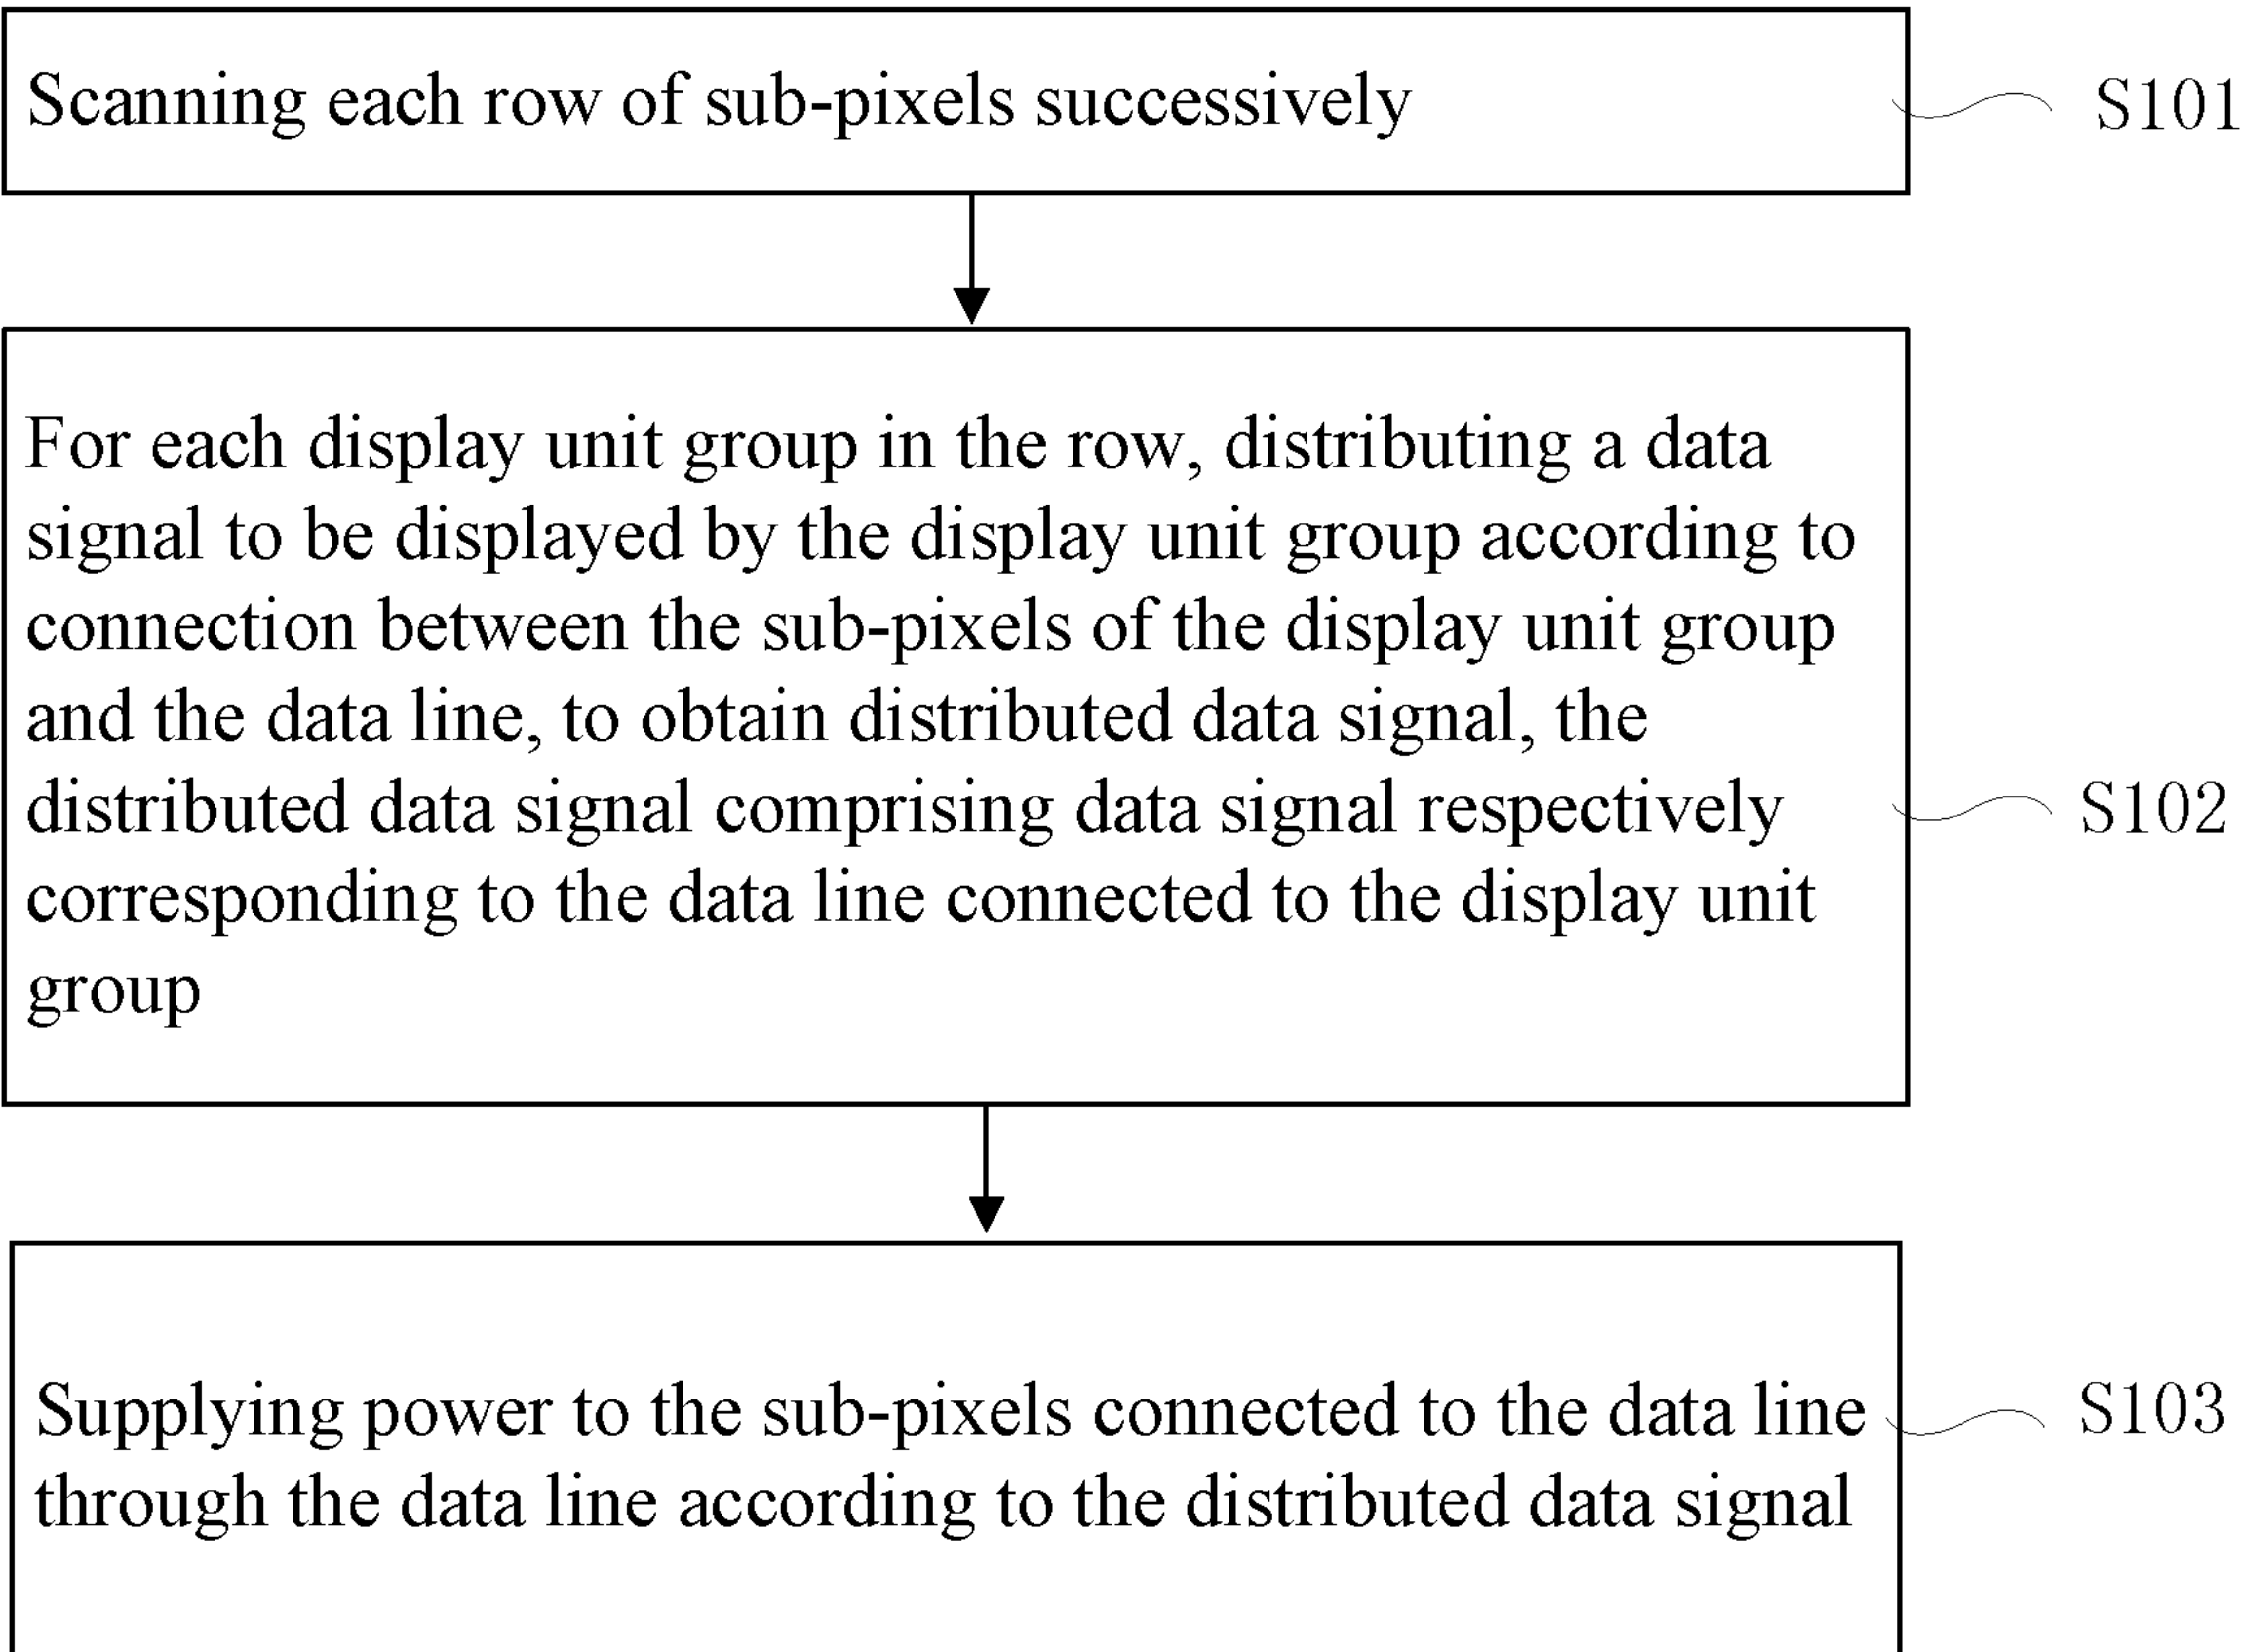 Scanning each row of sub-pixels successively
S101
For each display unit group in the row, distributing a data
signal to be displayed by the display unit group according to
connection between the sub-pixels of the display unit group
and the data line, to obtain distributed data signal, the
distributed data signal comprising data signal respectively
corresponding to the data line connected to the display unit
group
S102
Supplying power to the sub-pixels connected to the data line
through the data line according to the distributed data signal
S103